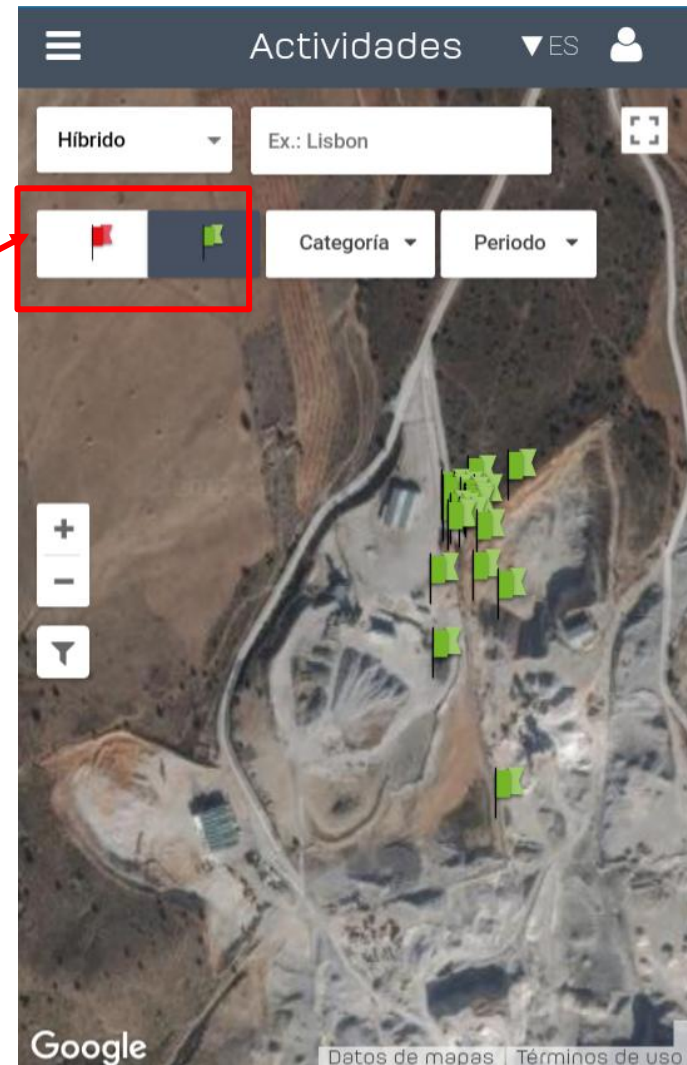 Actividades ▼ES
Híbrido Ex.: Lisbon
Categoría Periodo
+
−
Google Datos de mapas Términos de uso